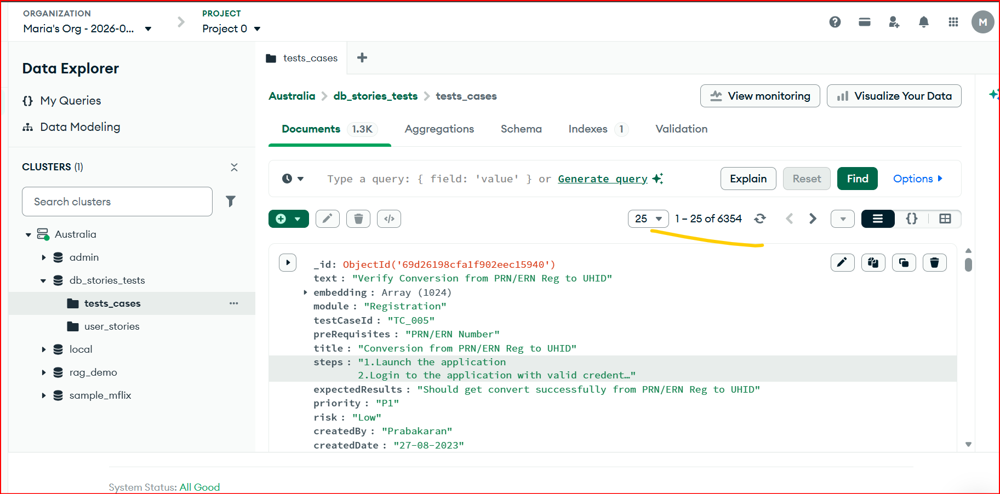 ORGANIZATION
Maria's Org - 2026-0...
PROJECT
Project 0
M
Data Explorer
My Queries
Data Modeling
CLUSTERS (1)
Search clusters
Australia
admin
db_stories_tests
tests_cases
user_stories
local
rag_demo
sample_mflix
tests_cases
Australia > db_stories_tests > tests_cases
View monitoring
Visualize Your Data
Documents 1.3K
Aggregations
Schema
Indexes 1
Validation
Type a query: { field: 'value' } or Generate query
Explain
Reset
Find
Options
25
1 – 25 of 6354
_id: ObjectId('69d26198cfa1f902eec15940')
text : "Verify Conversion from PRN/ERN Reg to UHID"
embedding : Array (1024)
module : "Registration"
testCaseId : "TC_005"
preRequisites : "PRN/ERN Number"
title : "Conversion from PRN/ERN Reg to UHID"
steps : "1.Launch the application
2.Login to the application with valid credent…"
expectedResults : "Should get convert successfully from PRN/ERN Reg to UHID"
priority : "P1"
risk : "Low"
createdBy : "Prabakaran"
createdDate : "27-08-2023"
System Status: All Good